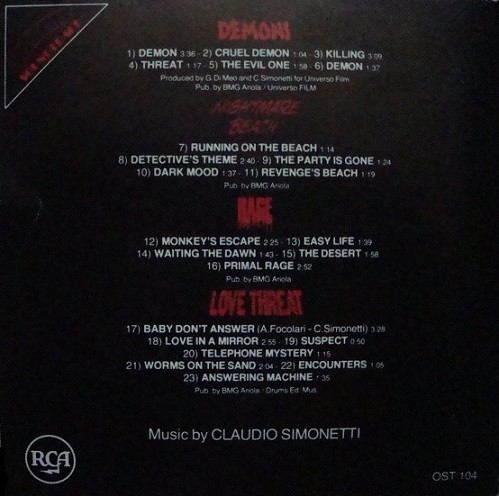 DEMONI
1) DEMON 3:36 - 2) CRUEL DEMON 1:04 - 3) KILLING 3:09
4) THREAT 1:17 - 5) THE EVIL ONE 1:58 - 6) DEMON 1:37
Produced by G. Di Meo and C. Simonetti for Universo Film
Pub. by BMG Ariola / Universo FILM
NIGHTMARE
BEACH
7) RUNNING ON THE BEACH 1:14
8) DETECTIVE'S THEME 2:40 - 9) THE PARTY IS GONE 1:24
10) DARK MOOD 1:37 - 11) REVENGE'S BEACH 1:19
Pub. by BMG Ariola
RAGE
12) MONKEY'S ESCAPE 2:25 - 13) EASY LIFE 1:39
14) WAITING THE DAWN 1:43 - 15) THE DESERT 1:58
16) PRIMAL RAGE 2:52
Pub. by BMG Ariola
LOVE THREAT
17) BABY DON'T ANSWER (A.Focolari - C.Simonetti) 3:28
18) LOVE IN A MIRROR 2:55 - 19) SUSPECT 0:50
20) TELEPHONE MYSTERY 1:15
21) WORMS ON THE SAND 2:04 - 22) ENCOUNTERS 1:05
23) ANSWERING MACHINE 1:35
Pub. by BMG Ariola - Drums Ed. Mus.
Music by CLAUDIO SIMONETTI
RCA
OST 104